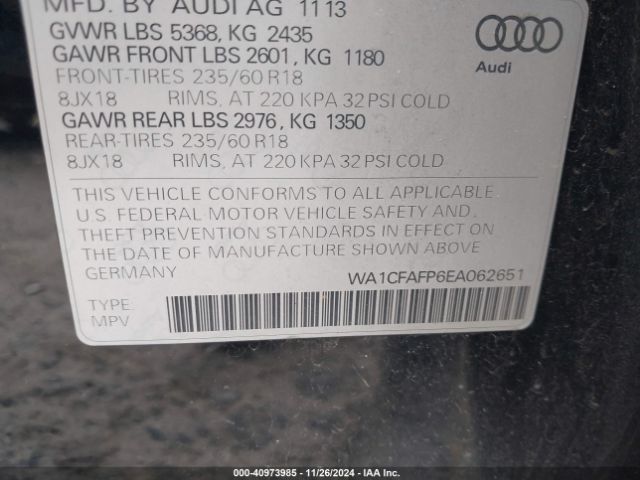 MFD. BY AUDI AG 11 13
GVWR LBS 5368, KG 2435
GAWR FRONT LBS 2601, KG 1180
FRONT-TIRES 235/60 R18
8JX18 RIMS, AT 220 KPA 32 PSI COLD
GAWR REAR LBS 2976, KG 1350
REAR-TIRES 235/60 R18
8JX18 RIMS, AT 220 KPA 32 PSI COLD
Audi
THIS VEHICLE CONFORMS TO ALL APPLICABLE
U.S. FEDERAL MOTOR VEHICLE SAFETY AND
THEFT PREVENTION STANDARDS IN EFFECT ON
THE DATE OF MANUFACTURE SHOWN ABOVE
GERMANY WA1CFAFP6EA062651
TYPE
MPV
000-40973985 - 11/26/2024 - IAA Inc.